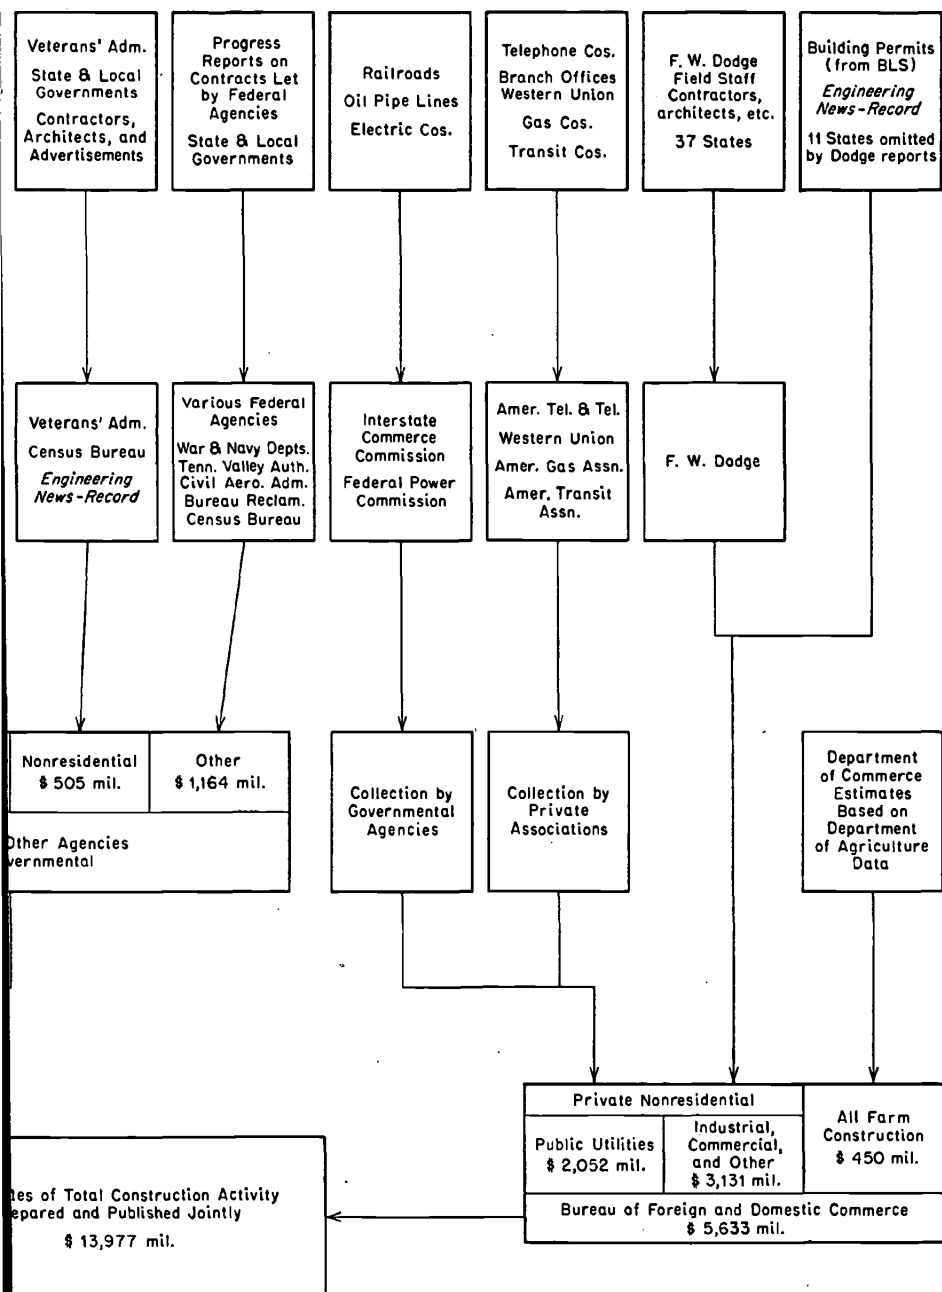 Veterans' Adm.
State & Local
Governments
Contractors,
Architects, and
Advertisements
Progress
Reports on
Contracts Let
by Federal
Agencies
State & Local
Governments
Railroads
Oil Pipe Lines
Electric Cos.
Telephone Cos.
Branch Offices
Western Union
Gas Cos.
Transit Cos.
F. W. Dodge
Field Staff
Contractors,
architects, etc.
37 States
Building Permits
(from BLS)
Engineering
News-Record
11 States omitted
by Dodge reports
Veterans' Adm.
Census Bureau
Engineering
News-Record
Various Federal
Agencies
War & Navy Depts.
Tenn. Valley Auth.
Civil Aero. Adm.
Bureau Reclam.
Census Bureau
Interstate
Commerce
Commission
Federal Power
Commission
Amer. Tel. & Tel.
Western Union
Amer. Gas Assn.
Amer. Transit
Assn.
F. W. Dodge
Nonresidential
$ 505 mil.
Other
$ 1,164 mil.
Other Agencies
vernmental
Collection by
Governmental
Agencies
Collection by
Private
Associations
Department
of Commerce
Estimates
Based on
Department
of Agriculture
Data
Private Nonresidential
Public Utilities
$ 2,052 mil.
Industrial,
Commercial,
and Other
$ 3,131 mil.
All Farm
Construction
$ 450 mil.
Bureau of Foreign and Domestic Commerce
$ 5,633 mil.
tes of Total Construction Activity
epared and Published Jointly
$ 13,977 mil.